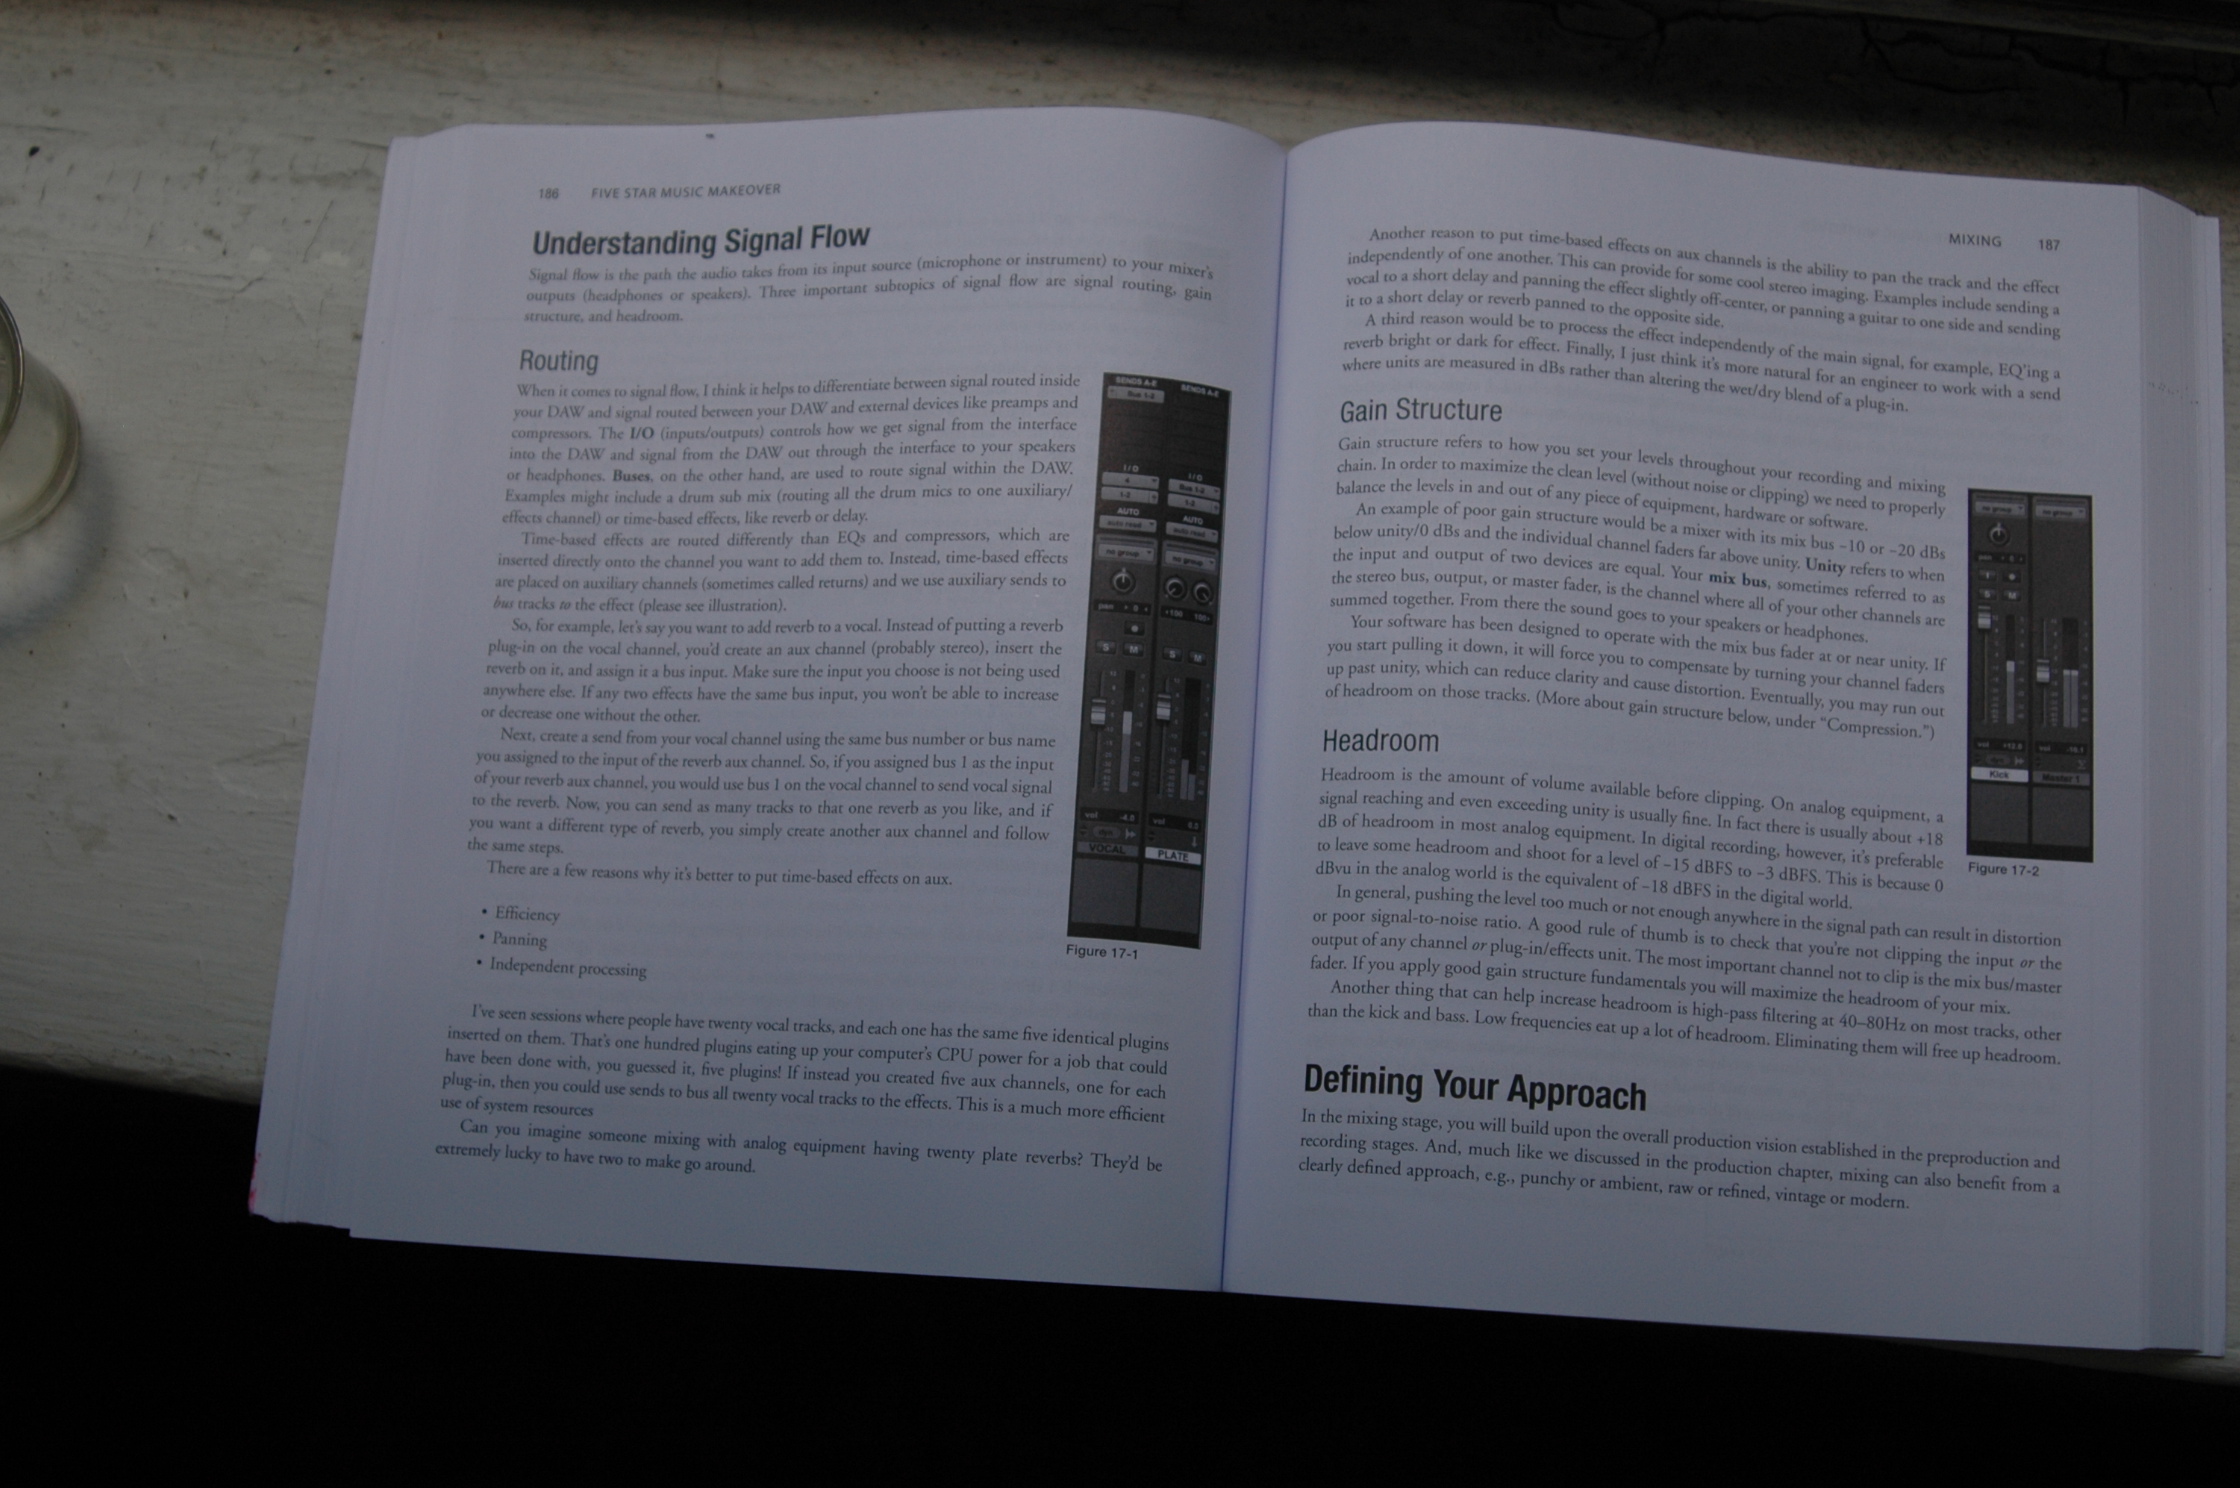 186 FIVE STAR MUSIC MAKEOVER
Understanding Signal Flow
Signal flow is the path the audio takes from its input source (microphone or instrument) to your mixer's
outputs (headphones or speakers). Three important subtopics of signal flow are signal routing, gain
structure, and headroom.
Routing
When it comes to signal flow, I think it helps to differentiate between signal routed inside
your DAW and signal routed between your DAW and external devices like preamps and
compressors. The I/O (inputs/outputs) controls how we get signal from the interface
into the DAW and signal from the DAW out through the interface to your speakers
or headphones. Buses, on the other hand, are used to route signal within the DAW.
Examples might include a drum sub mix (routing all the drum mics to one auxiliary/
effects channel) or time-based effects, like reverb or delay.
Time-based effects are routed differently than EQs and compressors, which are
inserted directly onto the channel you want to add them to. Instead, time-based effects
are placed on auxiliary channels (sometimes called returns) and we use auxiliary sends to
bus tracks to the effect (please see illustration).
So, for example, let's say you want to add reverb to a vocal. Instead of putting a reverb
plug-in on the vocal channel, you'd create an aux channel (probably stereo), insert the
reverb on it, and assign it a bus input. Make sure the input you choose is not being used
anywhere else. If any two effects have the same bus input, you won't be able to increase
or decrease one without the other.
Next, create a send from your vocal channel using the same bus number or bus name
you assigned to the input of the reverb aux channel. So, if you assigned bus 1 as the input
of your reverb aux channel, you would use bus 1 on the vocal channel to send vocal signal
to the reverb. Now, you can send as many tracks to that one reverb as you like, and if
you want a different type of reverb, you simply create another aux channel and follow
the same steps.
There are a few reasons why it's better to put time-based effects on aux.
• Efficiency
• Panning
• Independent processing
I've seen sessions where people have twenty vocal tracks, and each one has the same five identical plugins
inserted on them. That's one hundred plugins eating up your computer's CPU power for a job that could
have been done with, you guessed it, five plugins! If instead you created five aux channels, one for each
plug-in, then you could use sends to bus all twenty vocal tracks to the effects. This is a much more efficient
use of system resources
Can you imagine someone mixing with analog equipment having twenty plate reverbs? They'd be
extremely lucky to have two to make go around.
SENDS A-E SENDS A-E
Bus 1-2
I/O I/O
4 Bus 1-2
1-2 1-2
AUTO AUTO
auto read auto read
no group no group
pan
+100 100
S M S M
vol -4.8 vol
dyn
VOCAL PLATE
Figure 17-1
MIXING 187
Another reason to put time-based effects on aux channels is the ability to pan the track and the effect
independently of one another. This can provide for some cool stereo imaging. Examples include sending a
vocal to a short delay and panning the effect slightly off-center, or panning a guitar to one side and sending
it to a short delay or reverb panned to the opposite side.
A third reason would be to process the effect independently of the main signal, for example, EQ'ing a
reverb bright or dark for effect. Finally, I just think it's more natural for an engineer to work with a send
where units are measured in dBs rather than altering the wet/dry blend of a plug-in.
Gain Structure
Gain structure refers to how you set your levels throughout your recording and mixing
chain. In order to maximize the clean level (without noise or clipping) we need to properly
balance the levels in and out of any piece of equipment, hardware or software.
An example of poor gain structure would be a mixer with its mix bus –10 or –20 dBs
below unity/0 dBs and the individual channel faders far above unity. Unity refers to when
the input and output of two devices are equal. Your mix bus, sometimes referred to as
the stereo bus, output, or master fader, is the channel where all of your other channels are
summed together. From there the sound goes to your speakers or headphones.
Your software has been designed to operate with the mix bus fader at or near unity. If
you start pulling it down, it will force you to compensate by turning your channel faders
up past unity, which can reduce clarity and cause distortion. Eventually, you may run out
of headroom on those tracks. (More about gain structure below, under "Compression.")
no group no group
pan
S M
vol +12.0 vol
Kick Master 1
Figure 17-2
Headroom
Headroom is the amount of volume available before clipping. On analog equipment, a
signal reaching and even exceeding unity is usually fine. In fact there is usually about +18
dB of headroom in most analog equipment. In digital recording, however, it's preferable
to leave some headroom and shoot for a level of –15 dBFS to –3 dBFS. This is because 0
dBvu in the analog world is the equivalent of –18 dBFS in the digital world.
In general, pushing the level too much or not enough anywhere in the signal path can result in distortion
or poor signal-to-noise ratio. A good rule of thumb is to check that you're not clipping the input or the
output of any channel or plug-in/effects unit. The most important channel not to clip is the mix bus/master
fader. If you apply good gain structure fundamentals you will maximize the headroom of your mix.
Another thing that can help increase headroom is high-pass filtering at 40–80Hz on most tracks, other
than the kick and bass. Low frequencies eat up a lot of headroom. Eliminating them will free up headroom.
Defining Your Approach
In the mixing stage, you will build upon the overall production vision established in the preproduction and
recording stages. And, much like we discussed in the production chapter, mixing can also benefit from a
clearly defined approach, e.g., punchy or ambient, raw or refined, vintage or modern.